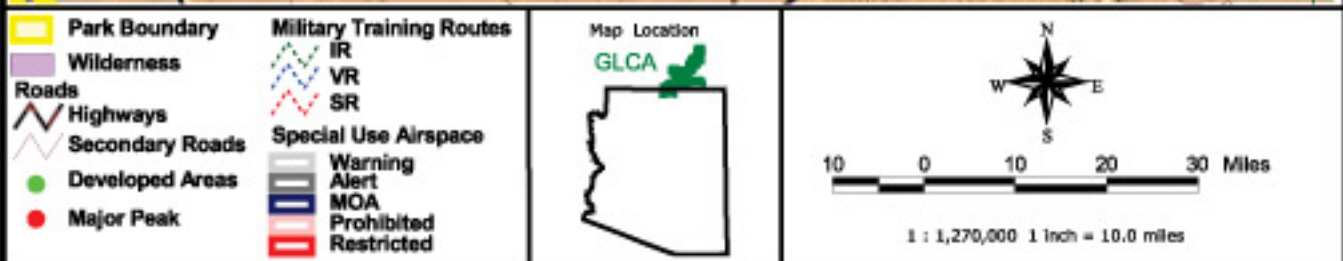 Park Boundary
Wilderness
Roads
Highways
Secondary Roads
Developed Areas
Major Peak
Military Training Routes
IR
VR
SR
Special Use Airspace
Warning
Alert
MOA
Prohibited
Restricted
Map Location
GLCA
N
W E
S
10 0 10 20 30 Miles
1 : 1,270,000 1 inch = 10.0 miles